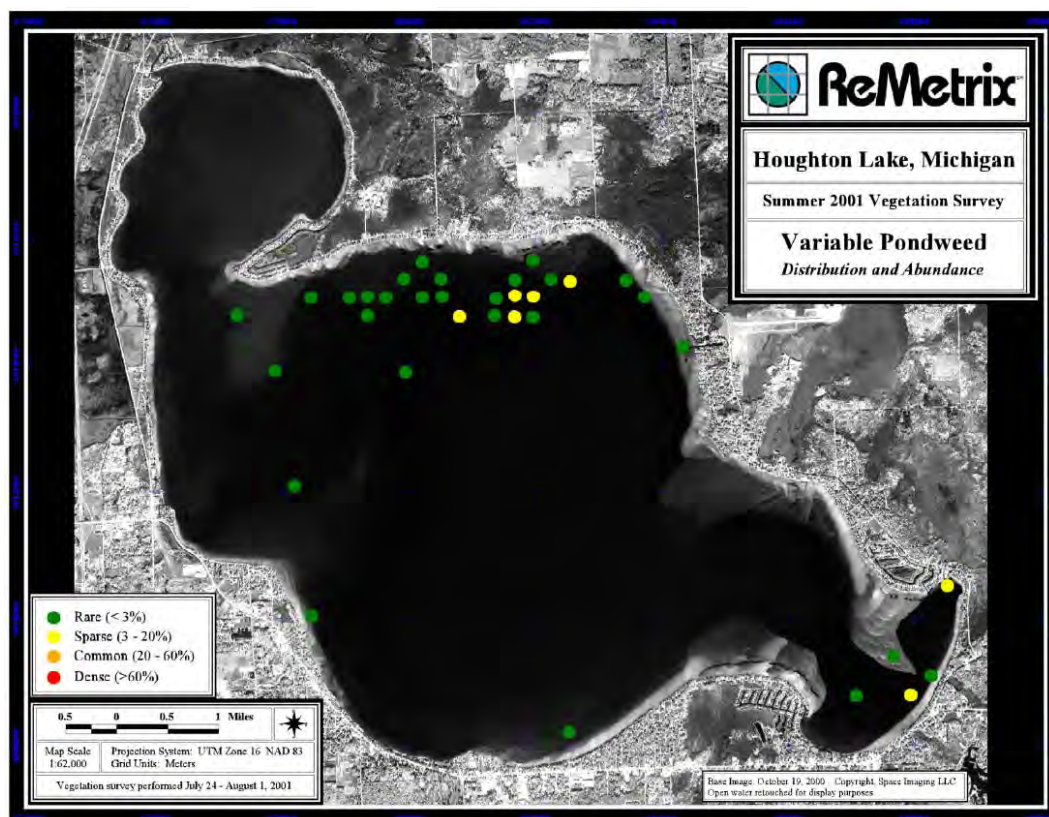 ReMetrix
Houghton Lake, Michigan
Summer 2001 Vegetation Survey
Variable Pondweed
Distribution and Abundance
Rare (< 3%)
Sparse (3 - 20%)
Common (20 - 60%)
Dense (>60%)
0.5 0 0.5 1 Miles
Map Scale
1:62,000
Projection System: UTM Zone 16 NAD 83
Grid Units: Meters
Vegetation survey performed July 24 - August 1, 2001
Base Image: October 19, 2000 Copyright, Space Imaging LLC
Open water retouched for display purposes